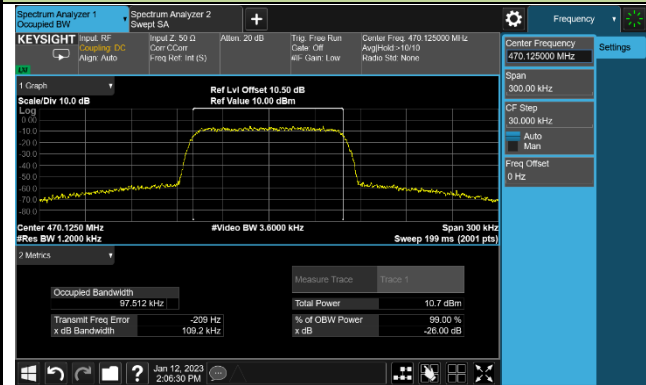 Spectrum Analyzer 1
Occupied BW
Spectrum Analyzer 2
Swept SA
+
Frequency
KEYSIGHT
Input: RF
Coupling: DC
Align: Auto
Input Z: 50 Ω
Corr CCorr
Freq Ref: Int (S)
Atten: 20 dB
Trig: Free Run
Gate: Off
#IF Gain: Low
Center Freq: 470.125000 MHz
Avg|Hold:>10/10
Radio Std: None
Center Frequency
470.125000 MHz
Settings
Span
300.00 kHz
CF Step
30.000 kHz
Auto
Man
Freq Offset
0 Hz
1 Graph
Scale/Div 10.0 dB
Ref Lvl Offset 10.50 dB
Ref Value 10.00 dBm
Log
0.00
-10.0
-20.0
-30.0
-40.0
-50.0
-60.0
-70.0
-80.0
Center 470.1250 MHz
#Res BW 1.2000 kHz
#Video BW 3.6000 kHz
Span 300 kHz
Sweep 199 ms (2001 pts)
2 Metrics
Measure Trace
Trace 1
Occupied Bandwidth
97.512 kHz
Total Power
10.7 dBm
Transmit Freq Error
-209 Hz
% of OBW Power
99.00 %
x dB Bandwidth
109.2 kHz
x dB
-26.00 dB
?
Jan 12, 2023
2:06:30 PM